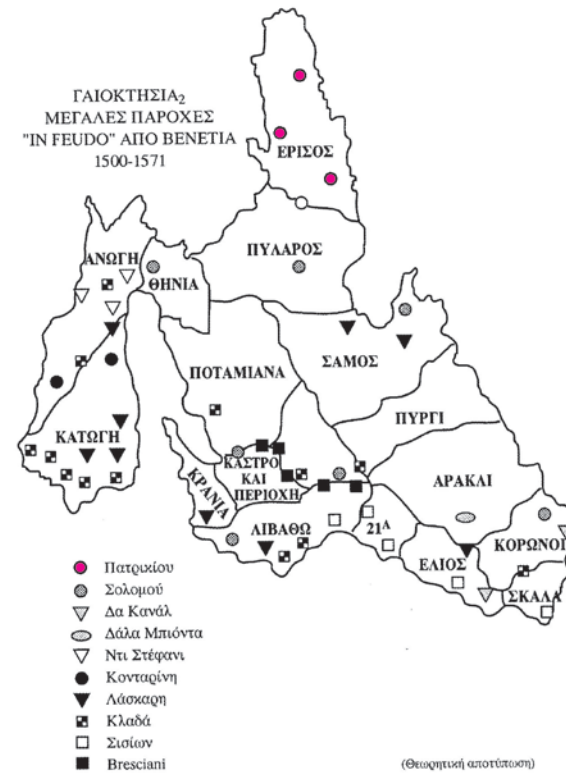 ΓΑΙΟΚΤΗΣΙΑ₂
ΜΕΓΑΛΕΣ ΠΑΡΟΧΕΣ
"IN FEUDO" ΑΠΟ ΒΕΝΕΤΙΑ
1500-1571
ΕΡΙΣΟΣ
ΠΥΛΑΡΟΣ
ΑΝΩΓΗ
ΘΗΝΙΑ
ΣΑΜΟΣ
ΠΟΤΑΜΙΑΝΑ
ΠΥΡΓΙ
ΚΑΤΩΓΗ
ΚΡΑΝΙΑ
ΚΑΣΤΡΟ
ΚΑΙ
ΠΕΡΙΟΧΗ
ΑΡΑΚΛΙ
ΛΙΒΑΘΩ
21Α
ΕΛΙΟΣ
ΚΟΡΩΝΟΙ
ΣΚΑΛΑ
Πατρικίου
Σολομού
Δα Κανάλ
Δάλα Μπιόντα
Ντι Στέφανι
Κονταρίνη
Λάσκαρη
Κλαδά
Σισίων
Bresciani
(Θεωρητική αποτύπωση)